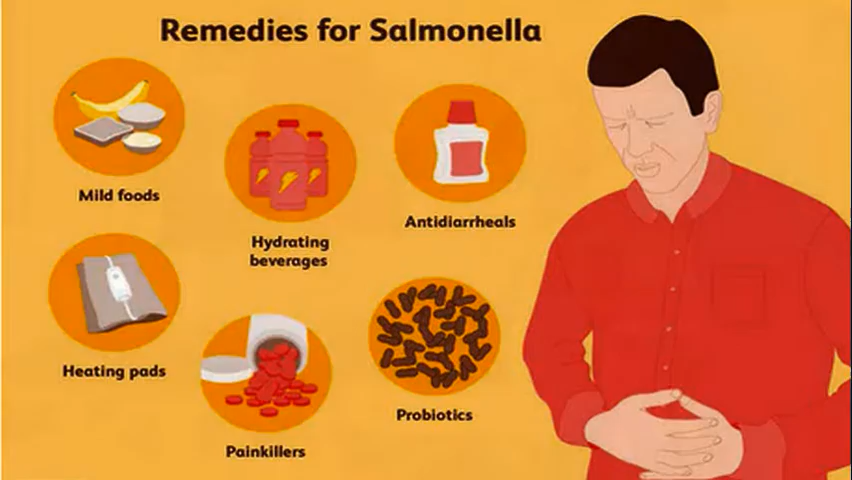 Remedies for Salmonella
Mild foods
Hydrating
beverages
Antidiarrheals
Heating pads
Painkillers
Probiotics